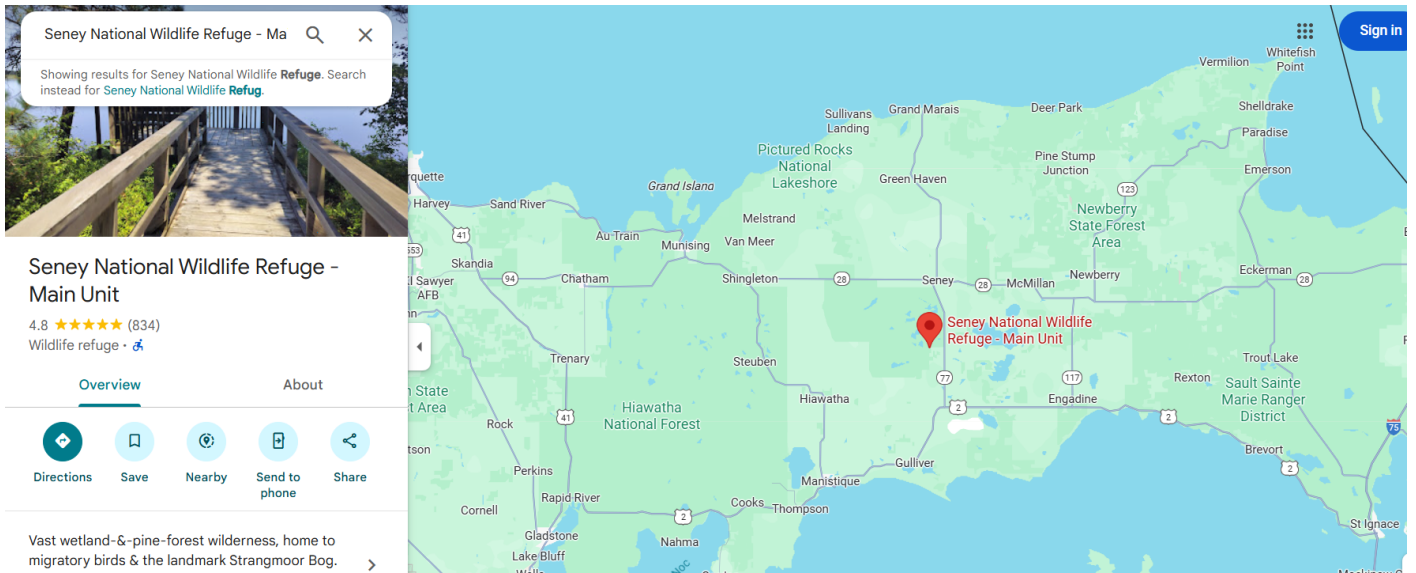 Seney National Wildlife Refuge - Ma
Showing results for Seney National Wildlife Refuge. Search
instead for Seney National Wildlife Refug.
Seney National Wildlife Refuge -
Main Unit
4.8
(834)
Wildlife refuge ·
Overview
About
Directions
Save
Nearby
Send to
phone
Share
Vast wetland-&-pine-forest wilderness, home to
migratory birds & the landmark Strangmoor Bog.
Sign in
Whitefish
Point
Vermilion
Sullivans
Landing
Grand Marais
Deer Park
Shelldrake
Paradise
Pictured Rocks
National
Lakeshore
Pine Stump
Junction
Emerson
rquette
Harvey
Sand River
Grand Island
Green Haven
123
Newberry
State Forest
Area
Melstrand
41
Au Train
Munising
Van Meer
553
Skandia
94
Chatham
Shingleton
28
Seney
28
McMillan
Newberry
Eckerman
28
I Sawyer
AFB
Seney National Wildlife
Refuge - Main Unit
Trenary
Steuben
Trout Lake
77
117
Rexton
Sault Sainte
Marie Ranger
District
n State
t Area
Hiawatha
National Forest
Hiawatha
2
Engadine
2
41
Rock
75
tson
Brevort
2
Perkins
Gulliver
Manistique
Rapid River
Cooks
Thompson
Cornell
2
St Ignace
Gladstone
Nahma
Lake Bluff
Noc